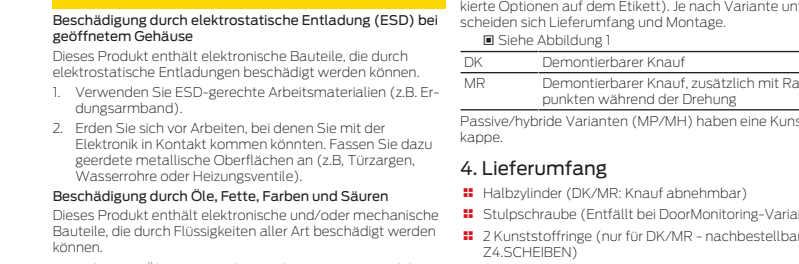 Beschädigung durch elektrostatische Entladung (ESD) bei
geöffnetem Gehäuse
Dieses Produkt enthält elektronische Bauteile, die durch
elektrostatische Entladungen beschädigt werden können.
1. Verwenden Sie ESD-gerechte Arbeitsmaterialien (z.B. Er-
dungsarmband).
2. Erden Sie sich vor Arbeiten, bei denen Sie mit der
Elektronik in Kontakt kommen könnten. Fassen Sie dazu
geerdete metallische Oberflächen an (z.B, Türzargen,
Wasserrohre oder Heizungsventile).
Beschädigung durch Öle, Fette, Farben und Säuren
Dieses Produkt enthält elektronische und/oder mechanische
Bauteile, die durch Flüssigkeiten aller Art beschädigt werden
können.
kierte Optionen auf dem Etikett). Je nach Variante un
scheiden sich Lieferumfang und Montage.
▣ Siehe Abbildung 1
DK Demontierbarer Knauf
MR Demontierbarer Knauf, zusätzlich mit Ra
punkten während der Drehung
Passive/hybride Varianten (MP/MH) haben eine Kuns
kappe.
4. Lieferumfang
Halbzylinder (DK/MR: Knauf abnehmbar)
Stulpschraube (Entfällt bei DoorMonitoring-Varian
2 Kunststoffringe (nur für DK/MR - nachbestellbar
Z4.SCHEIBEN)